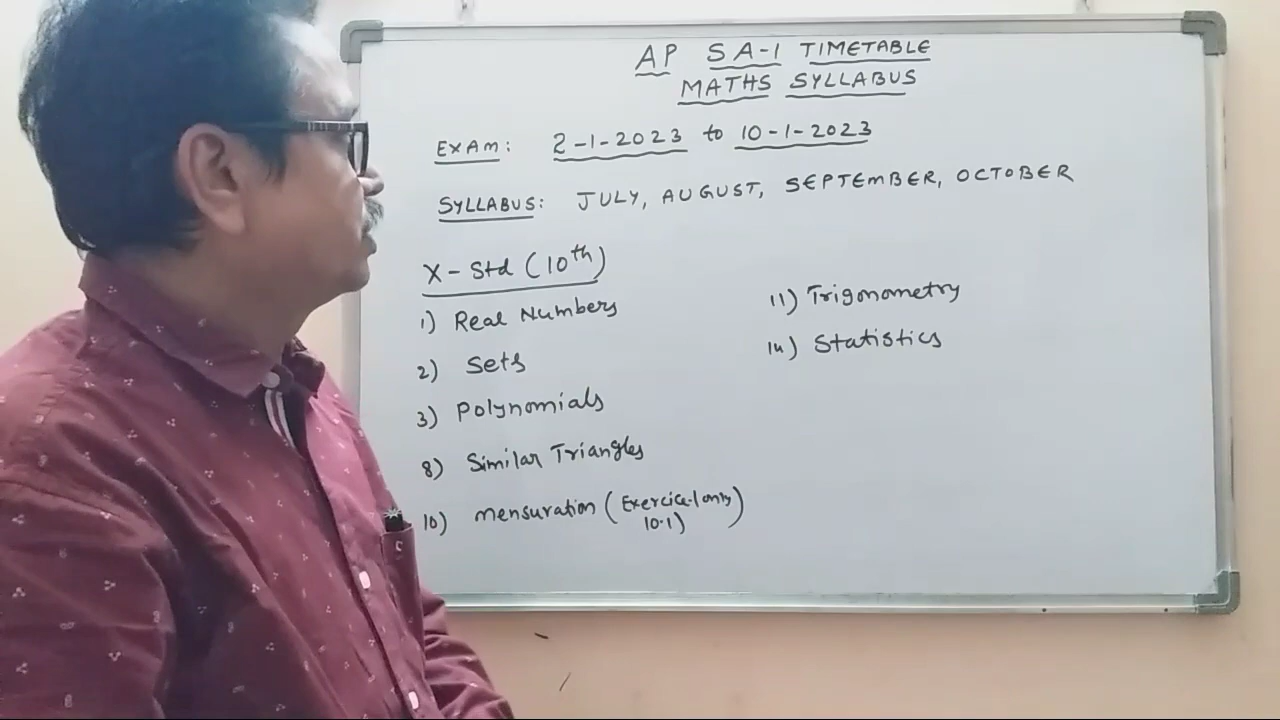 AP SA-1 TIMETABLE
MATHS SYLLABUS
EXAM: 2-1-2023 to 10-1-2023
SYLLABUS: JULY, AUGUST, SEPTEMBER, OCTOBER
X-Std (10th)
1) Real Numbers
2) Sets
3) Polynomials
8) Similar Triangles
10) mensuration (Exercice-1 only
10.1)
11) Trigonometry
14) Statistics